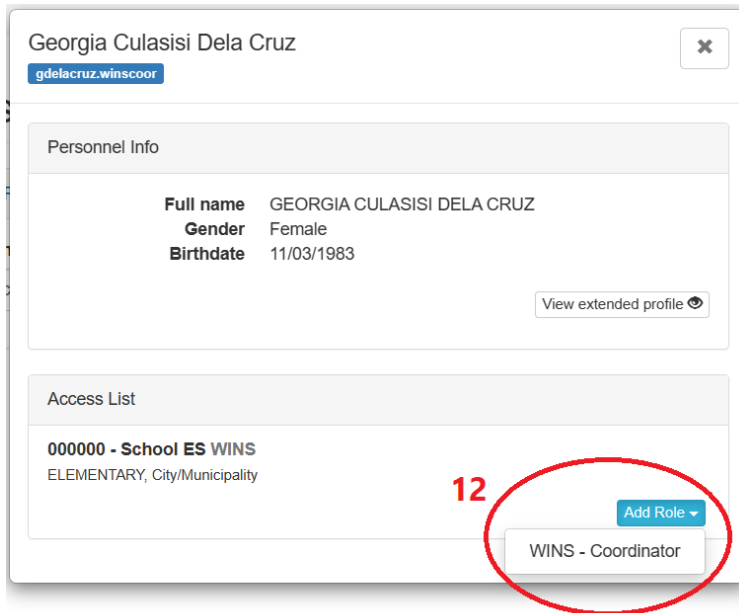 Georgia Culasisi Dela Cruz
gdelacruz.winscoor
Personnel Info
Full name GEORGIA CULASISI DELA CRUZ
Gender Female
Birthdate 11/03/1983
View extended profile
Access List
000000 - School ES WINS
ELEMENTARY, City/Municipality
12
Add Role
WINS - Coordinator